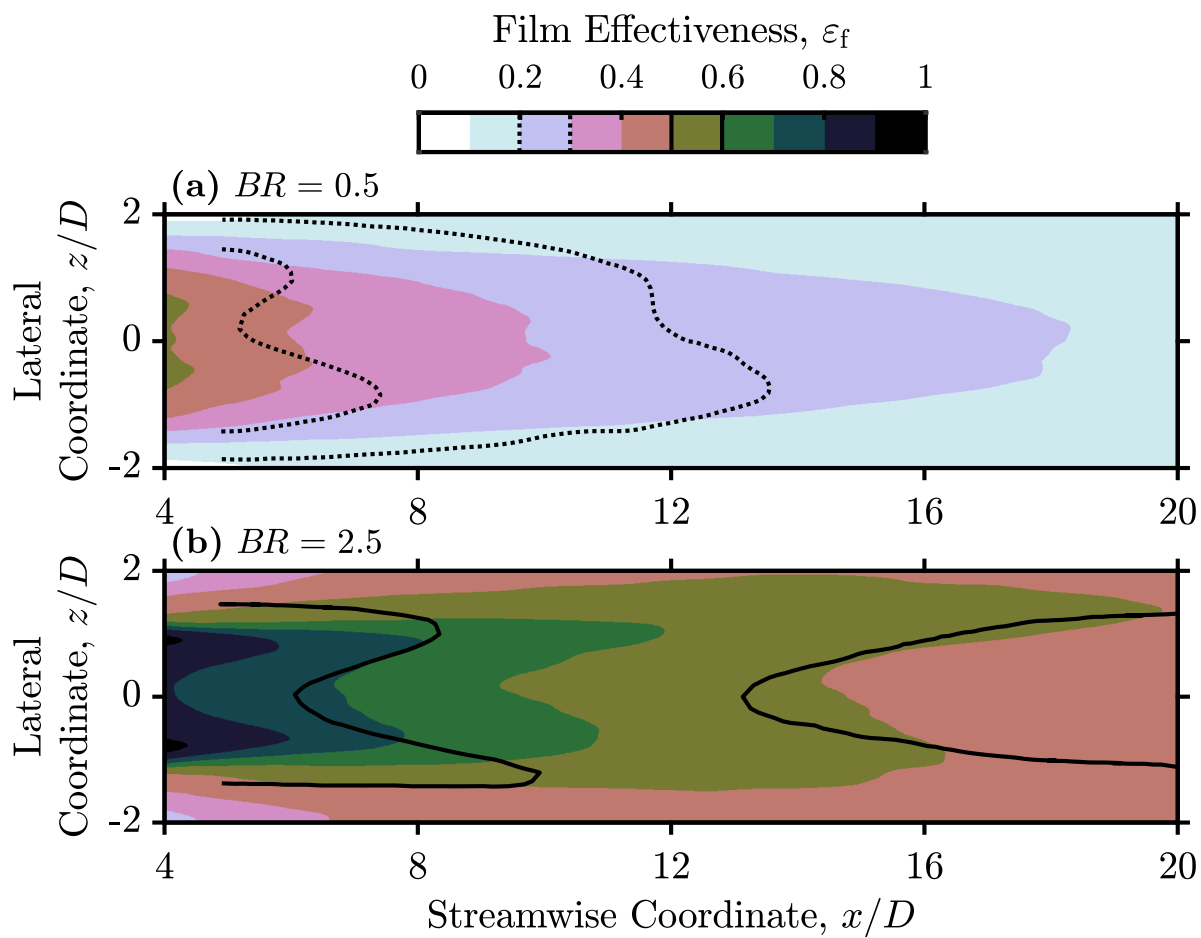 Film Effectiveness, εf
0 0.2 0.4 0.6 0.8 1
(a) BR = 0.5
Lateral
Coordinate, z/D
2
0
-2
4 8 12 16 20
(b) BR = 2.5
Lateral
Coordinate, z/D
2
0
-2
4 8 12 16 20
Streamwise Coordinate, x/D